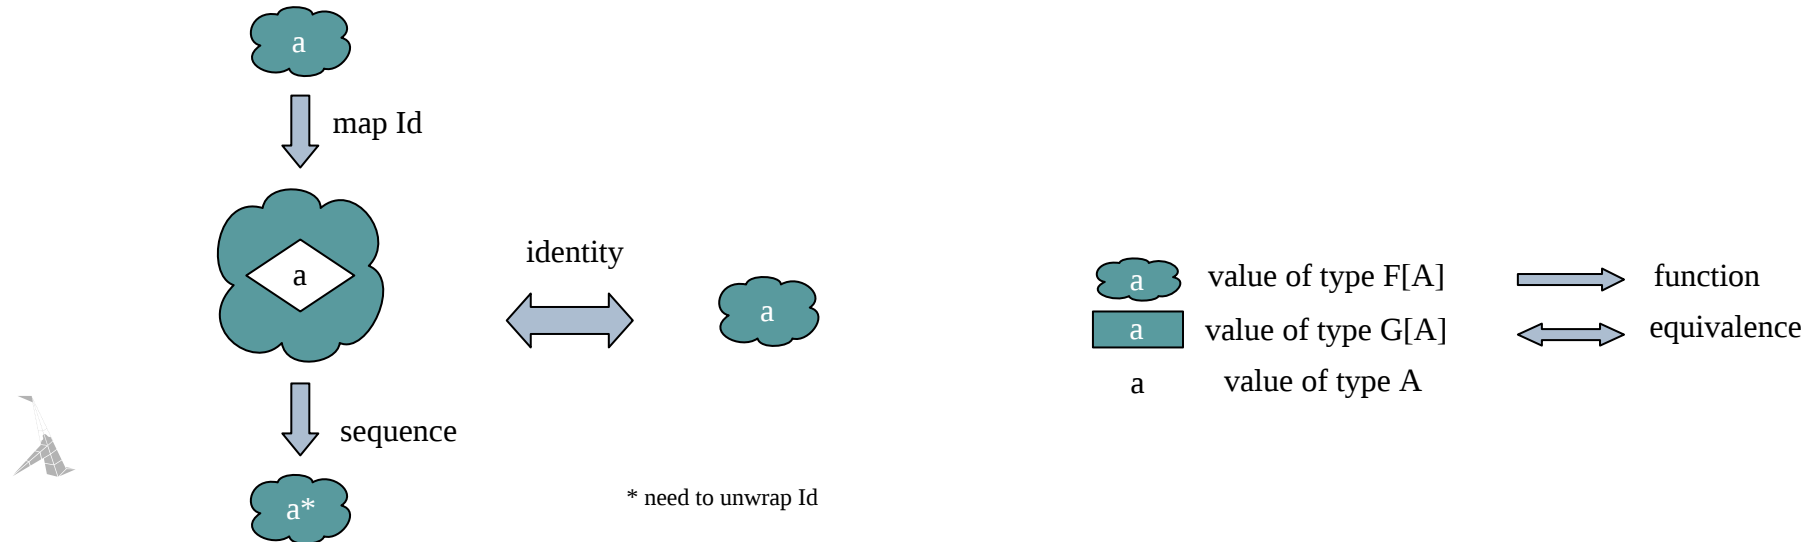 a
map Id
a
identity
a
sequence
a*
* need to unwrap Id
a value of type F[A]
function
a value of type G[A]
equivalence
a value of type A